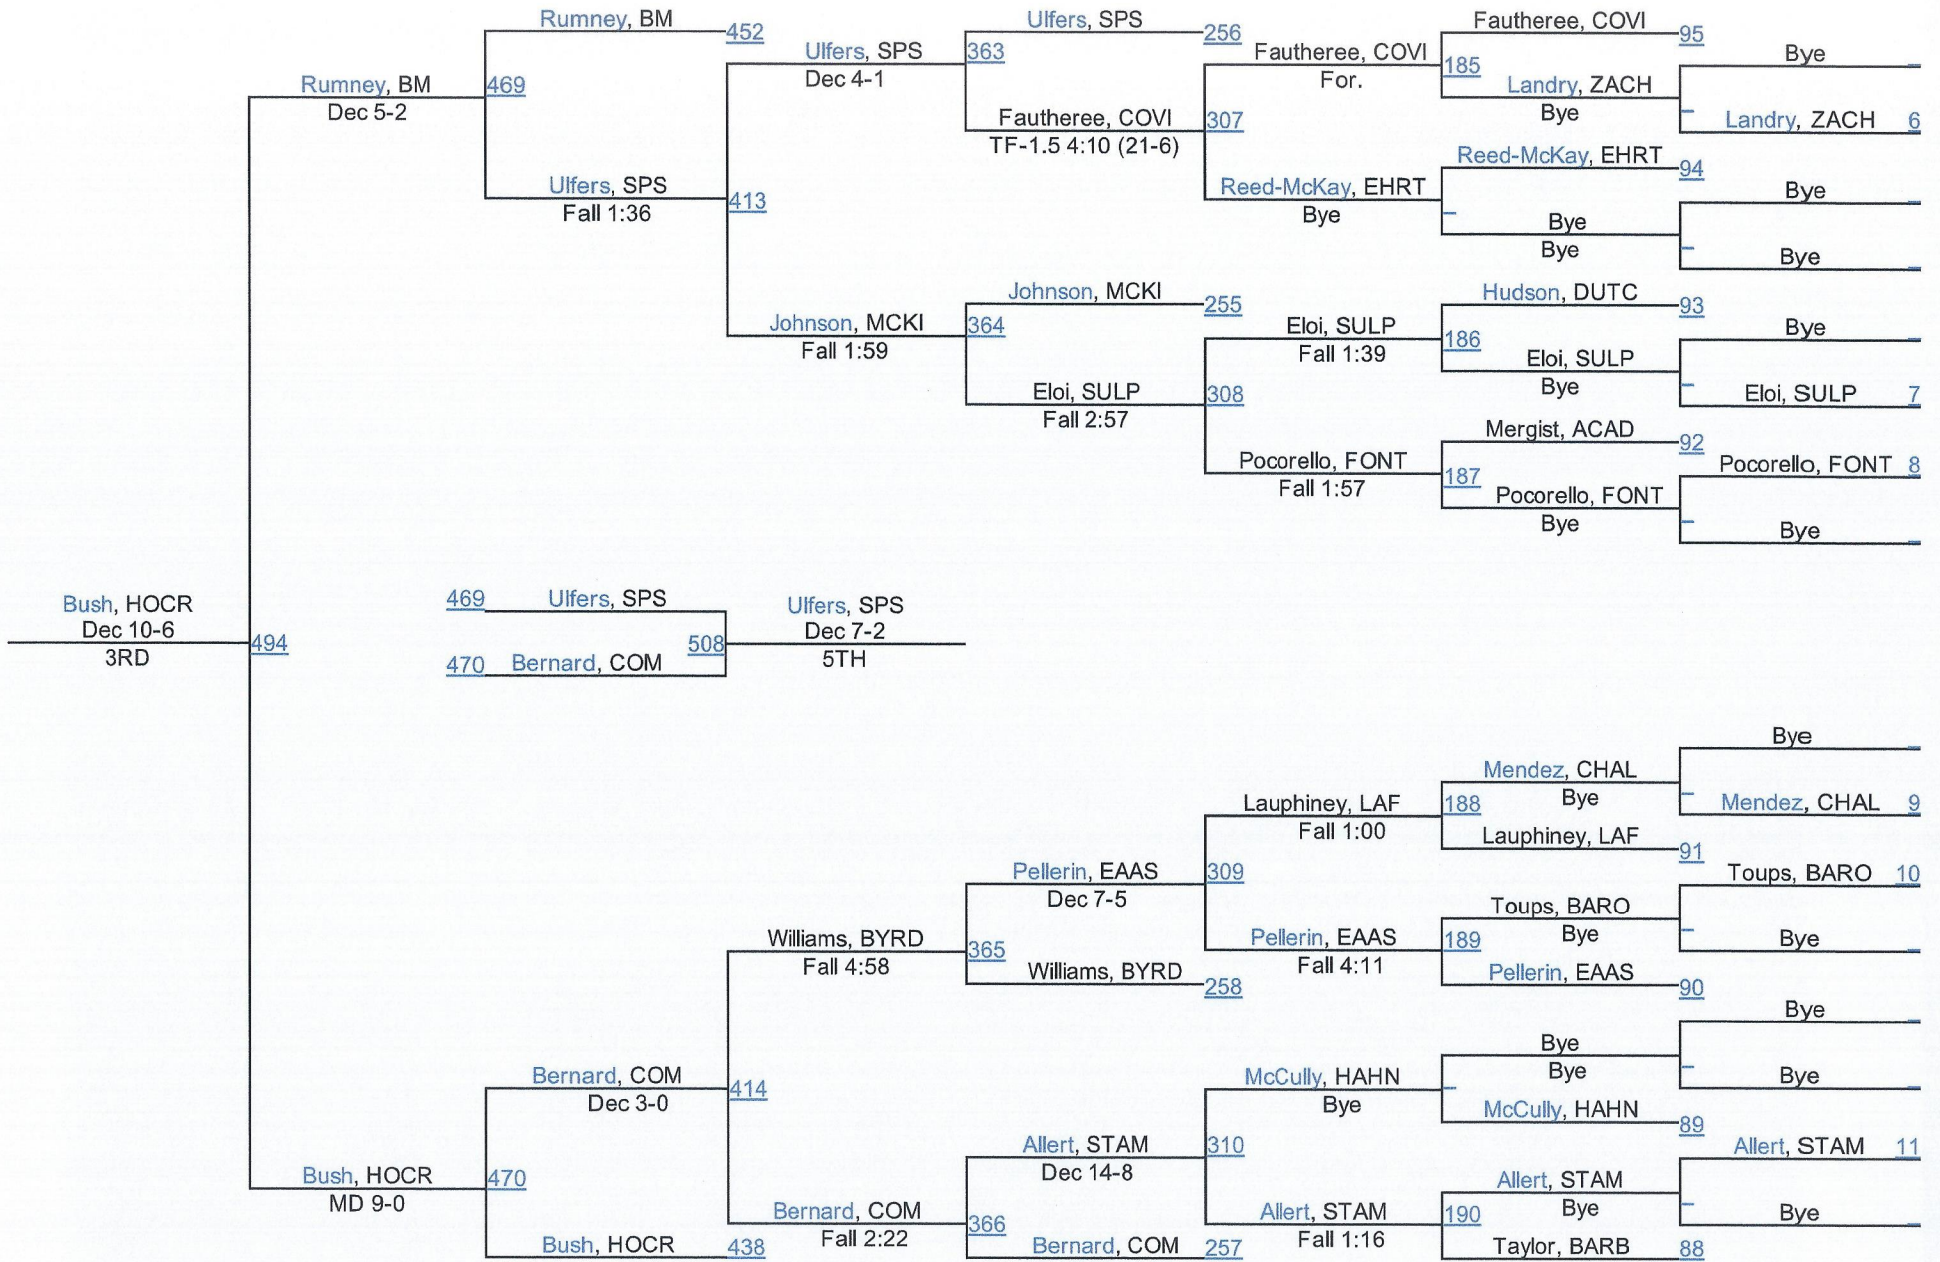 Rumney, BM
452
Rumney, BM
Dec 5-2
469
Ulfers, SPS
Fall 1:36
413
Ulfers, SPS
Dec 4-1
363
Ulfers, SPS
256
Fautheree, COVI
TF-1.5 4:10 (21-6)
307
Fautheree, COVI
For.
185
Fautheree, COVI
95
Landry, ZACH
Bye
Bye
Landry, ZACH 6
Reed-McKay, EHRT
Bye
Reed-McKay, EHRT
94
Bye
Bye
Bye
Bye
Johnson, MCKI
Fall 1:59
364
Johnson, MCKI
255
Eloi, SULP
Fall 2:57
308
Eloi, SULP
Fall 1:39
186
Hudson, DUTC
93
Eloi, SULP
Bye
Bye
Eloi, SULP 7
Pocorello, FONT
Fall 1:57
187
Mergist, ACAD
92
Pocorello, FONT
Bye
Pocorello, FONT 8
Bye
Bush, HOCR
Dec 10-6
3RD
494
469 Ulfers, SPS
470 Bernard, COM
508
Ulfers, SPS
Dec 7-2
5TH
Bush, HOCR
MD 9-0
470
Bernard, COM
Dec 3-0
414
Bush, HOCR
438
Williams, BYRD
Fall 4:58
365
Pellerin, EAAS
Dec 7-5
309
Williams, BYRD
258
Lauphiney, LAF
Fall 1:00
188
Mendez, CHAL
Bye
Bye
Mendez, CHAL 9
Lauphiney, LAF
91
Pellerin, EAAS
Fall 4:11
189
Toups, BARO
Bye
Toups, BARO 10
Bye
Pellerin, EAAS
90
Bernard, COM
Fall 2:22
366
Allert, STAM
Dec 14-8
310
Bernard, COM
257
McCully, HAHN
Bye
Bye
Bye
Bye
Bye
McCully, HAHN
89
Allert, STAM
Fall 1:16
190
Allert, STAM
Bye
Allert, STAM 11
Bye
Taylor, BARB
88